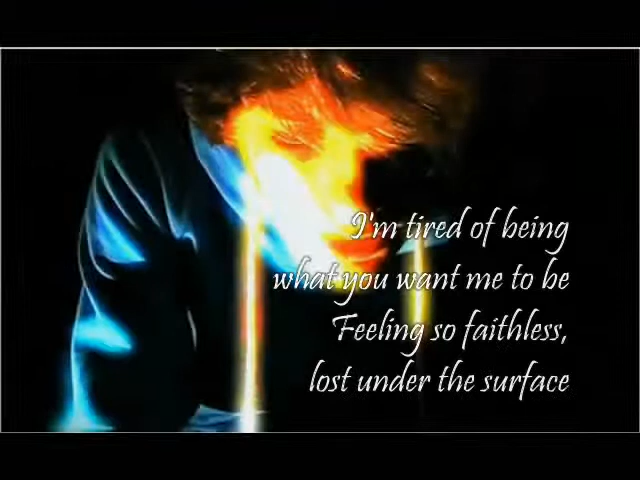 I'm tired of being
what you want me to be
Feeling so faithless,
lost under the surface